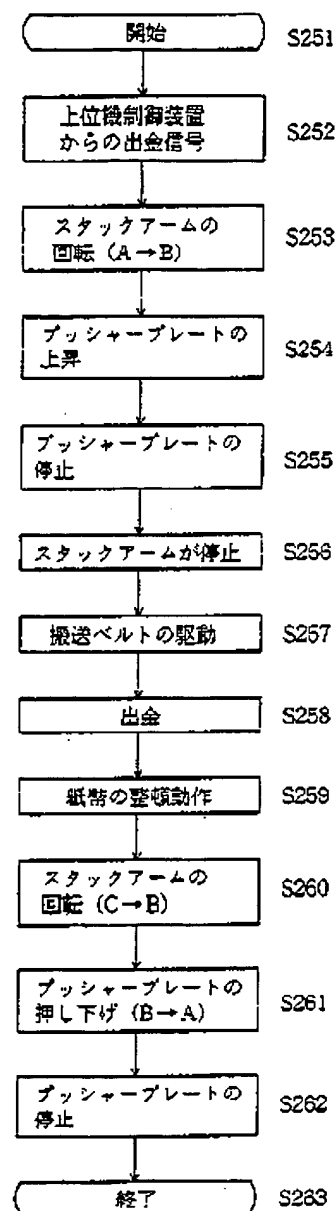 開始
S251
上位機制御装置
からの出金信号
S252
スタックアームの
回転(A→B)
S253
プッシャープレートの
上昇
S254
プッシャープレートの
停止
S255
スタックアームが停止
S256
搬送ベルトの駆動
S257
出金
S258
紙幣の整頓動作
S259
スタックアームの
回転(C→B)
S260
プッシャープレートの
押し下げ(B→A)
S261
プッシャープレートの
停止
S262
終了
S263